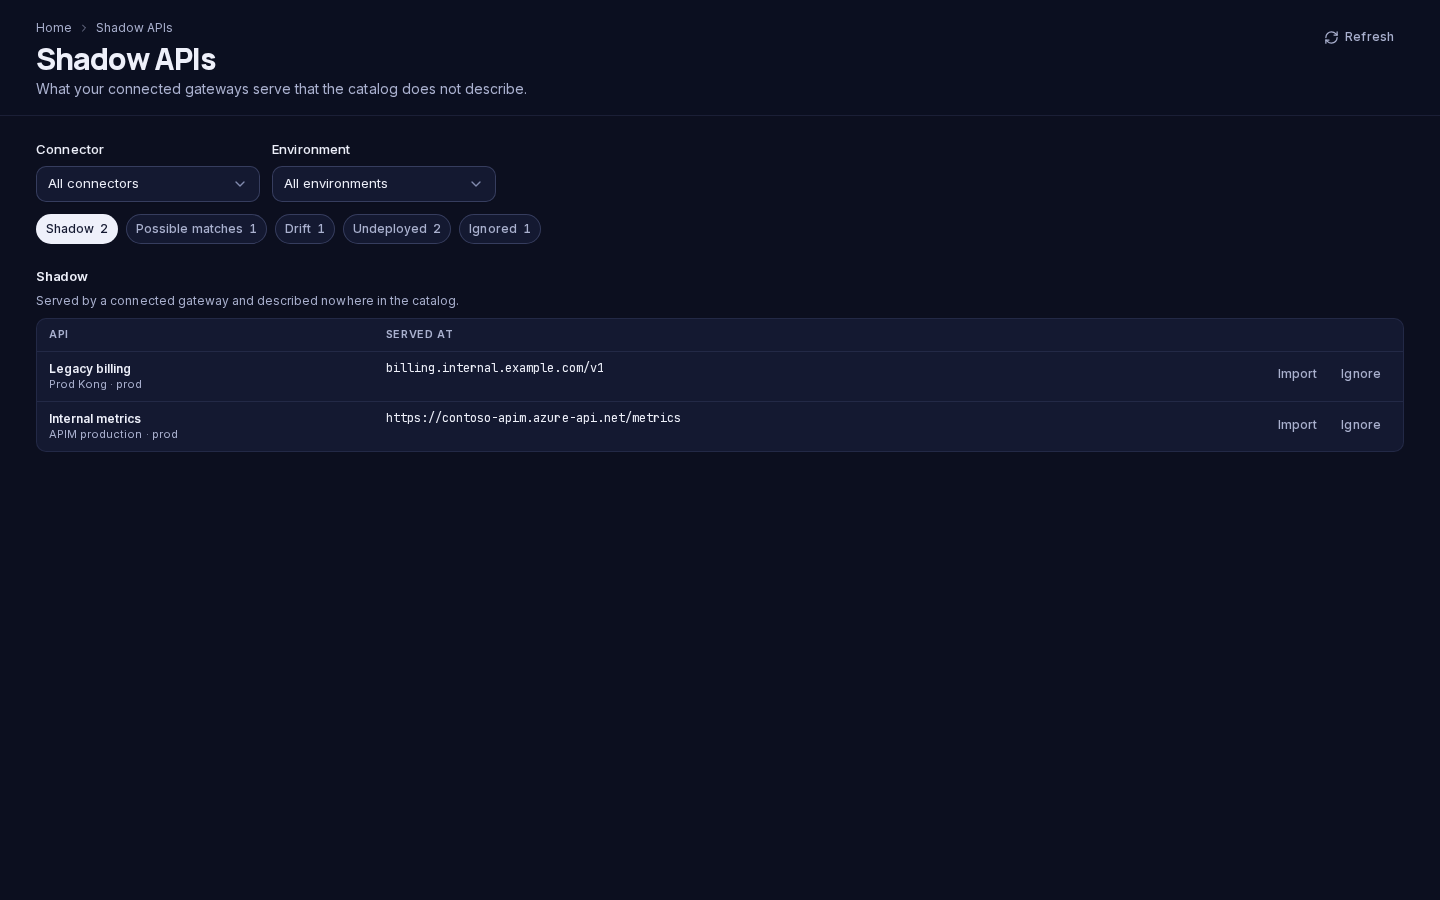 Home > Shadow APIs
Refresh
Shadow APIs
What your connected gateways serve that the catalog does not describe.
Connector Environment
All connectors All environments
Shadow 2 Possible matches 1 Drift 1 Undeployed 2 Ignored 1
Shadow
Served by a connected gateway and described nowhere in the catalog.
API SERVED AT
Legacy billing billing.internal.example.com/v1 Import Ignore
Prod Kong · prod
Internal metrics https://contoso-apim.azure-api.net/metrics Import Ignore
APIM production · prod